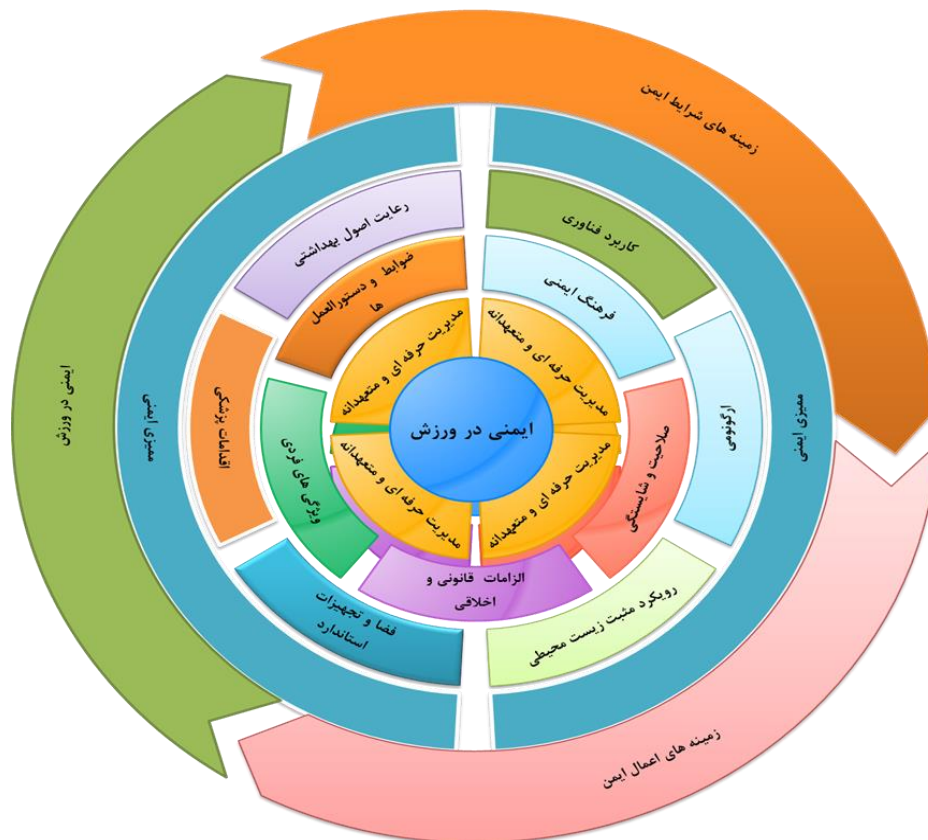 زمینه های شرایط ایمن
رعایت اصول بهداشتی
کاربرد فناوری
ضوابط و دستورالعمل
ها
فرهنگ ایمنی
مدیریت حرفه ای و متعهدانه
مدیریت حرفه ای و متعهدانه
ایمنی در ورزش
ممیزی ایمنی
اقدامات پزشکی
ویژگی های فردی
ایمنی در ورزش
صلاحیت و شایستگی
ارگونومی
ممیزی ایمنی
مدیریت حرفه ای و متعهدانه
مدیریت حرفه ای و متعهدانه
الزامات قانونی و
اخلاقی
فضا و تجهیزات
استاندارد
رویکرد مثبت زیست محیطی
زمینه های اعمال ایمن